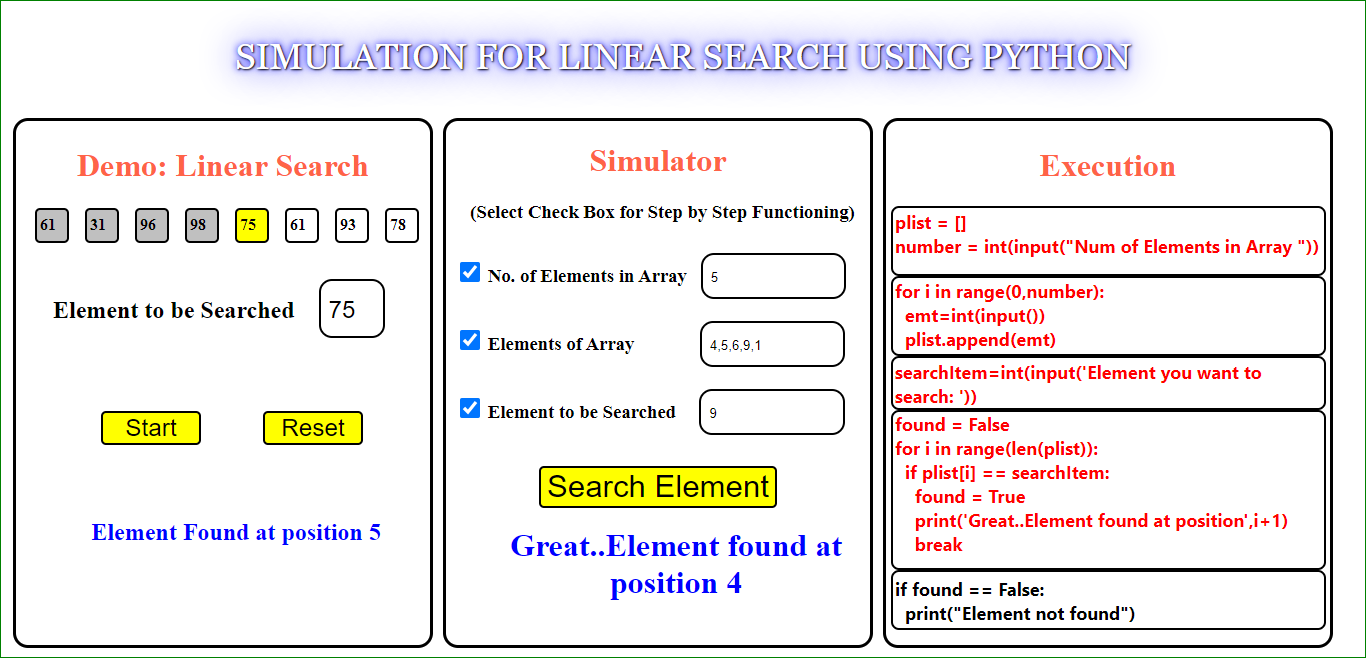 SIMULATION FOR LINEAR SEARCH USING PYTHON
Demo: Linear Search
61 31 96 98 75 61 93 78
Element to be Searched 75
Start Reset
Element Found at position 5
Simulator
(Select Check Box for Step by Step Functioning)
No. of Elements in Array 5
Elements of Array 4,5,6,9,1
Element to be Searched 9
Search Element
Great..Element found at
position 4
Execution
plist = []
number = int(input("Num of Elements in Array "))
for i in range(0,number):
  emt=int(input())
  plist.append(emt)
searchItem=int(input('Element you want to
search: '))
found = False
for i in range(len(plist)):
  if plist[i] == searchItem:
    found = True
    print('Great..Element found at position',i+1)
    break
if found == False:
  print("Element not found")